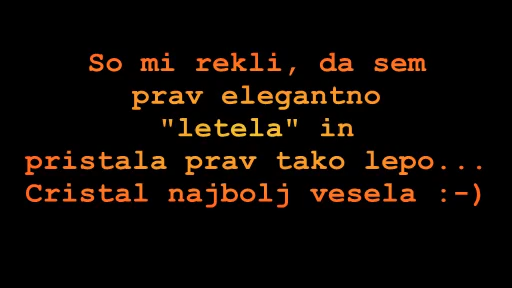 So mi rekli, da sem
prav elegantno
"letela" in
pristala prav tako lepo...
Cristal najbolj vesela :-)